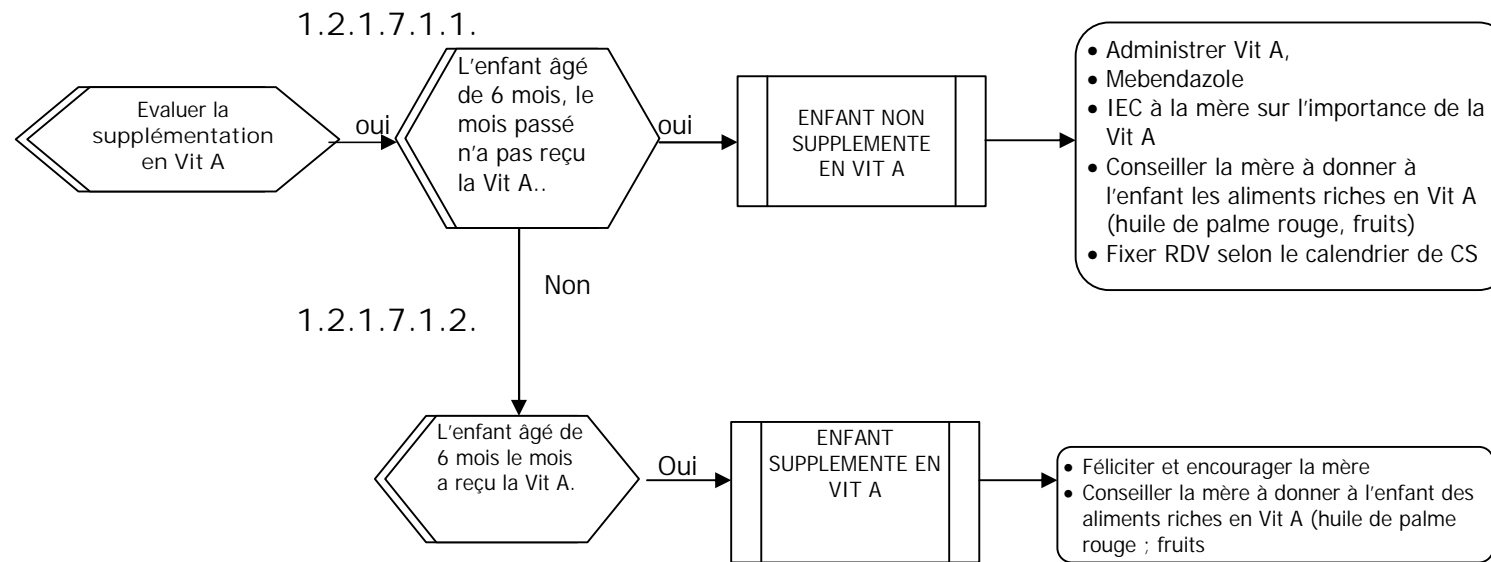 1.2.1.7.1.1.
Evaluer la
supplémentation
en Vit A
oui
L'enfant âgé
de 6 mois, le
mois passé
n'a pas reçu
la Vit A..
oui
ENFANT NON
SUPPLEMENTE
EN VIT A
• Administrer Vit A,
• Mebendazole
• IEC à la mère sur l'importance de la
Vit A
• Conseiller la mère à donner à
l'enfant les aliments riches en Vit A
(huile de palme rouge, fruits)
• Fixer RDV selon le calendrier de CS
Non
1.2.1.7.1.2.
L'enfant âgé de
6 mois le mois
a reçu la Vit A.
Oui
ENFANT
SUPPLEMENTE EN
VIT A
• Féliciter et encourager la mère
• Conseiller la mère à donner à l'enfant des
aliments riches en Vit A (huile de palme
rouge ; fruits